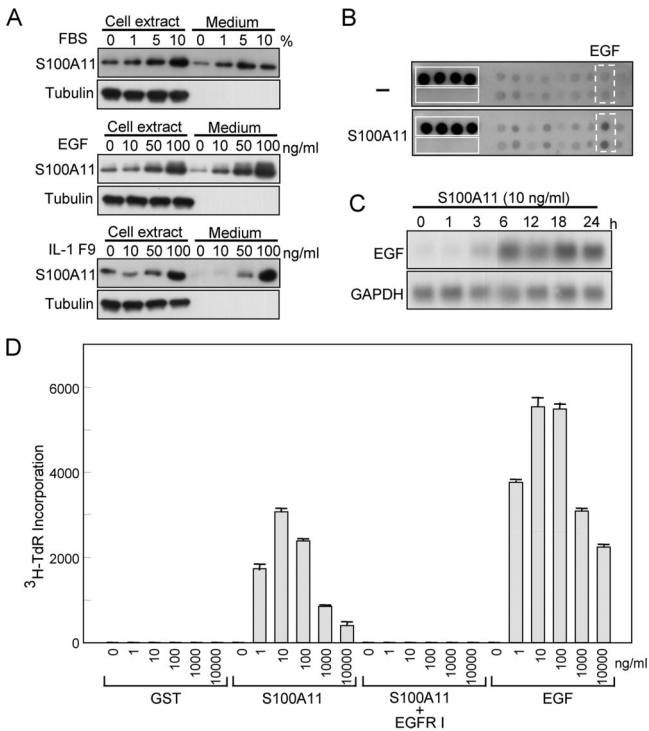 A
Cell extract Medium
FBS 0 1 5 10 0 1 5 10 %
S100A11
Tubulin
Cell extract Medium
EGF 0 10 50 100 0 10 50 100 ng/ml
S100A11
Tubulin
Cell extract Medium
IL-1 F9 0 10 50 100 0 10 50 100 ng/ml
S100A11
Tubulin
B
EGF
–
S100A11
C
S100A11 (10 ng/ml)
0 1 3 6 12 18 24 h
EGF
GAPDH
D
6000
4000
2000
0
³H-TdR Incorporation
0 1 10 100 1000 10000 0 1 10 100 1000 10000 0 1 10 100 1000 10000 0 1 10 100 1000 10000 ng/ml
GST S100A11 S100A11 + EGFR I EGF